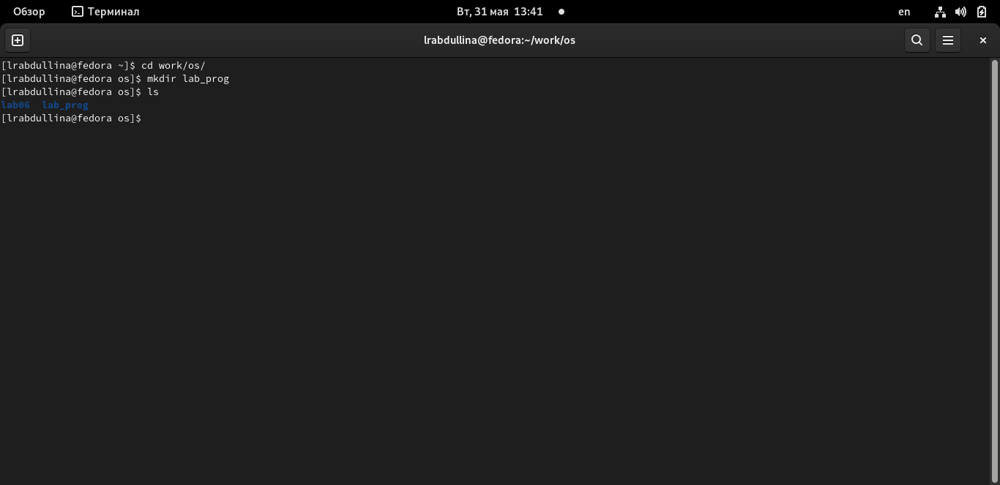 Обзор Терминал Вт, 31 мая 13:41 en
lrabdullina@fedora:~/work/os
[lrabdullina@fedora ~]$ cd work/os/
[lrabdullina@fedora os]$ mkdir lab_prog
[lrabdullina@fedora os]$ ls
lab06 lab_prog
[lrabdullina@fedora os]$